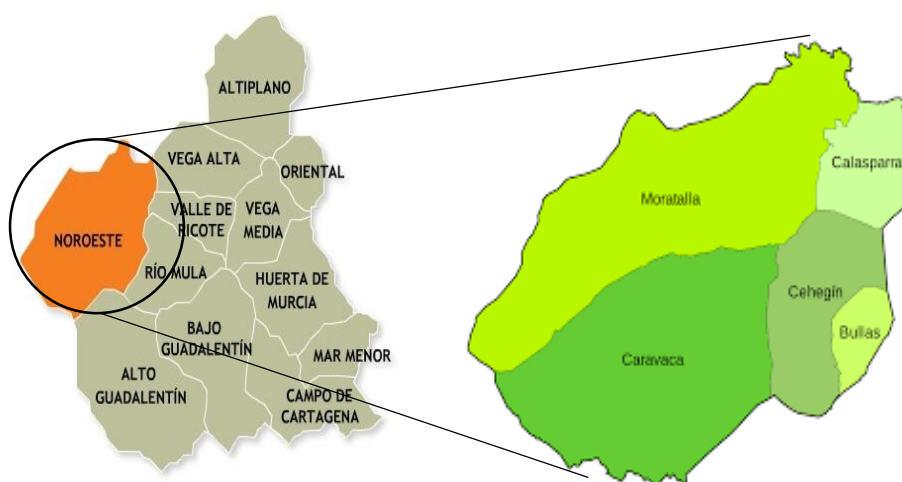 ALTIPLANO
VEGA ALTA
ORIENTAL
VALLE DE
RICOTE
VEGA
MEDIA
NOROESTE
RÍO MULA
HUERTA DE
MURCIA
BAJO
GUADALENTÍN
MAR MENOR
ALTO
GUADALENTÍN
CAMPO DE
CARTAGENA
Calasparra
Moratalla
Cehegín
Bullas
Caravaca